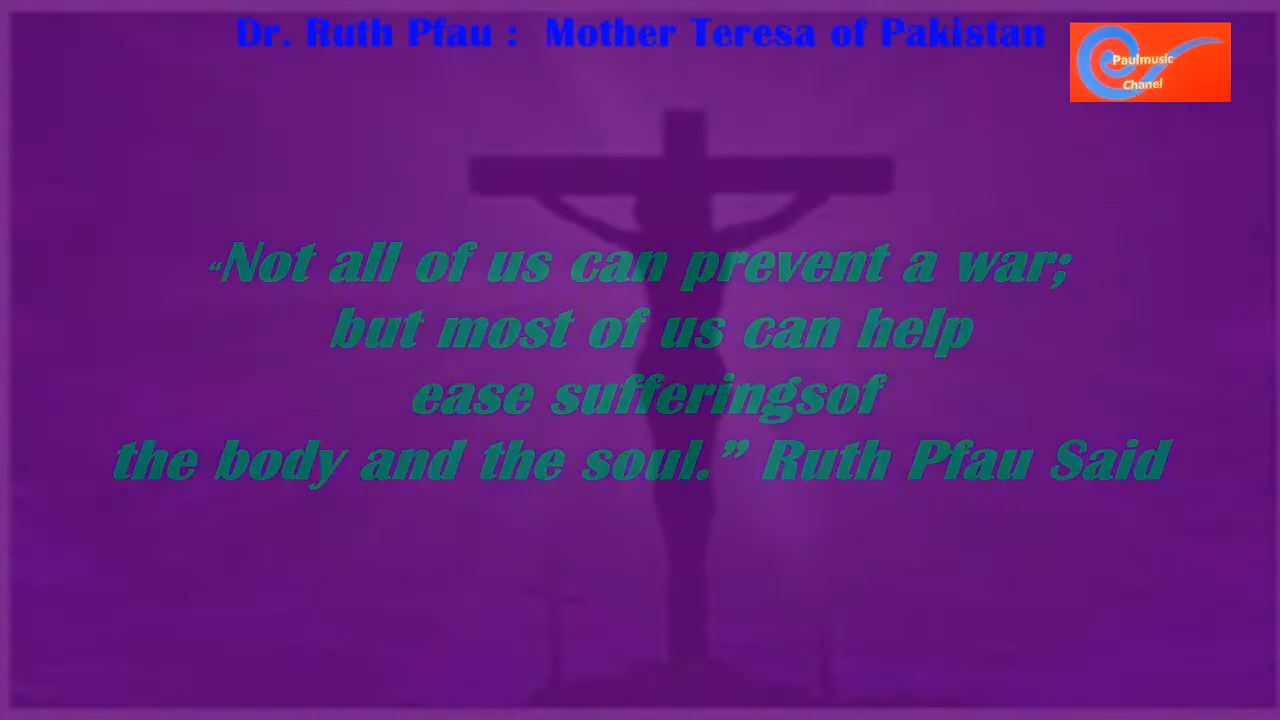 Dr. Ruth Pfau : Mother Teresa of Pakistan
Paulmusic
Chanel
“Not all of us can prevent a war;
but most of us can help
ease sufferingsof
the body and the soul.” Ruth Pfau Said